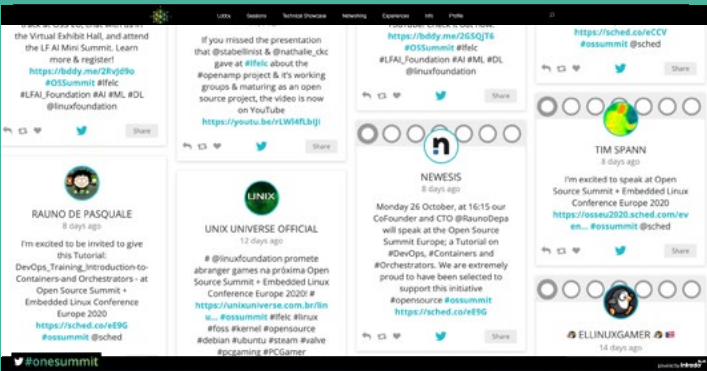 Lobby Sessions Technical Showcase Networking Experiences Info Profile
track at OSS EU, chat with us in
the Virtual Exhibit Hall, and attend
the LF AI Mini Summit. Learn
more & register!
https://bddy.me/2RvJd9o
#OSSummit #lfelc
#LFAI_Foundation #AI #ML #DL
@linuxfoundation
Share
RAUNO DE PASQUALE
8 days ago
I'm excited to be invited to give
this Tutorial:
DevOps_Training_Introduction-to-
Containers-and Orchestrators - at
Open Source Summit +
Embedded Linux Conference
Europe 2020
https://sched.co/eE9G
#ossummit @sched
If you missed the presentation
that @stabellinist & @nathalie_ckc
gave at #lfelc about the
#openamp project & it's working
groups & maturing as an open
source project, the video is now
on YouTube
https://youtu.be/rLWl4fLbIJI
Share
UNIX
UNIX UNIVERSE OFFICIAL
12 days ago
# @linuxfoundation promete
abranger games na próxima Open
Source Summit + Embedded Linux
Conference Europe 2020! #
https://unixuniverse.com.br/lin
u... #ossummit #lfelc #linux
#foss #kernel #opensource
#debian #ubuntu #steam #valve
#pcgaming #PCGamer
https://bddy.me/2GSQJT6
#OSSummit #lfelc
#LFAI_Foundation #AI #ML #DL
@linuxfoundation
Share
n
NEWESIS
8 days ago
Monday 26 October, at 16:15 our
CoFounder and CTO @RaunoDepa
will speak at the Open Source
Summit Europe; a Tutorial on
#DevOps, #Containers and
#Orchestrators. We are extremely
proud to have been selected to
support this initiative
#opensource #ossummit
https://sched.co/eE9G
Share
https://sched.co/eCCV
#ossummit @sched
Share
TIM SPANN
8 days ago
I'm excited to speak at Open
Source Summit + Embedded Linux
Conference Europe 2020
https://osseu2020.sched.com/ev
en... #ossummit @sched
Share
ELLINUXGAMER
14 days ago
#onesummit
powered by Intrado